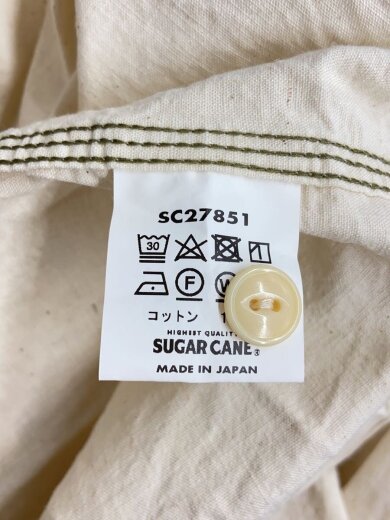 SC27851
30
F
W
コットン
HIGHEST QUALITY
SUGAR CANE®
MADE IN JAPAN